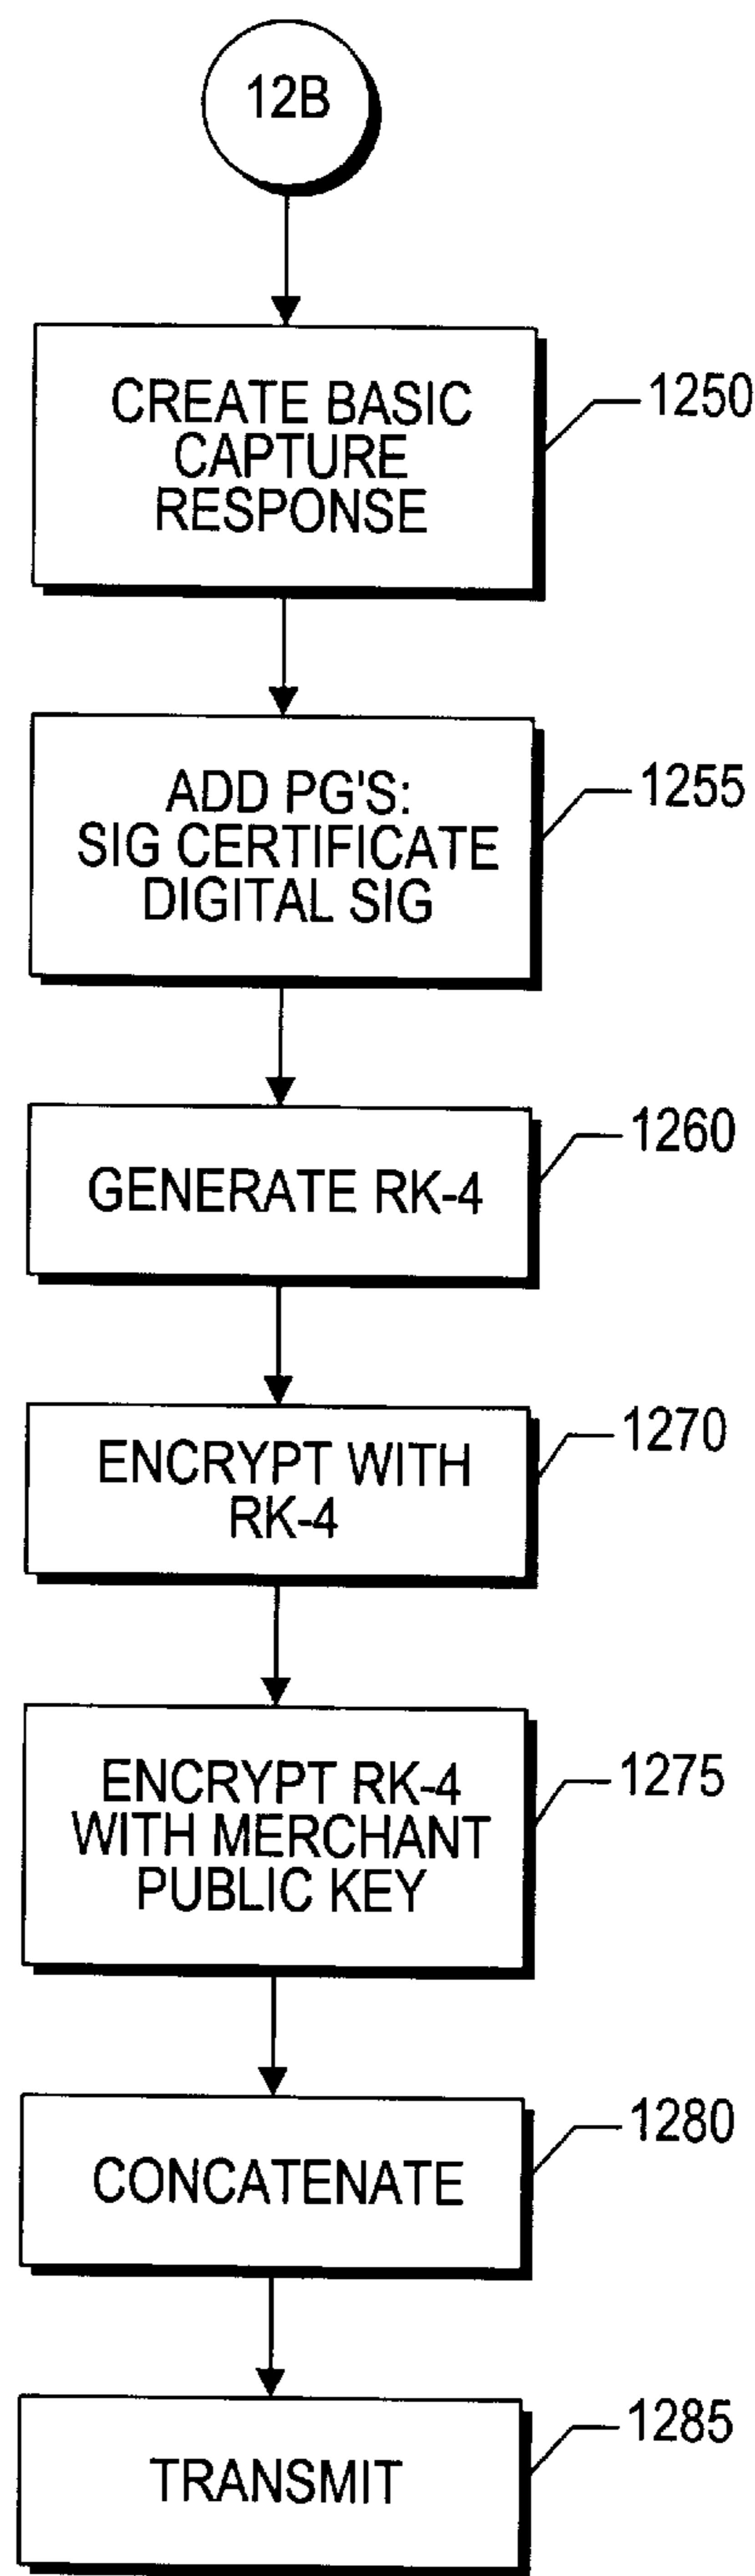 12B
CREATE BASIC
CAPTURE
RESPONSE
1250
ADD PG'S:
SIG CERTIFICATE
DIGITAL SIG
1255
GENERATE RK-4
1260
ENCRYPT WITH
RK-4
1270
ENCRYPT RK-4
WITH MERCHANT
PUBLIC KEY
1275
CONCATENATE
1280
TRANSMIT
1285